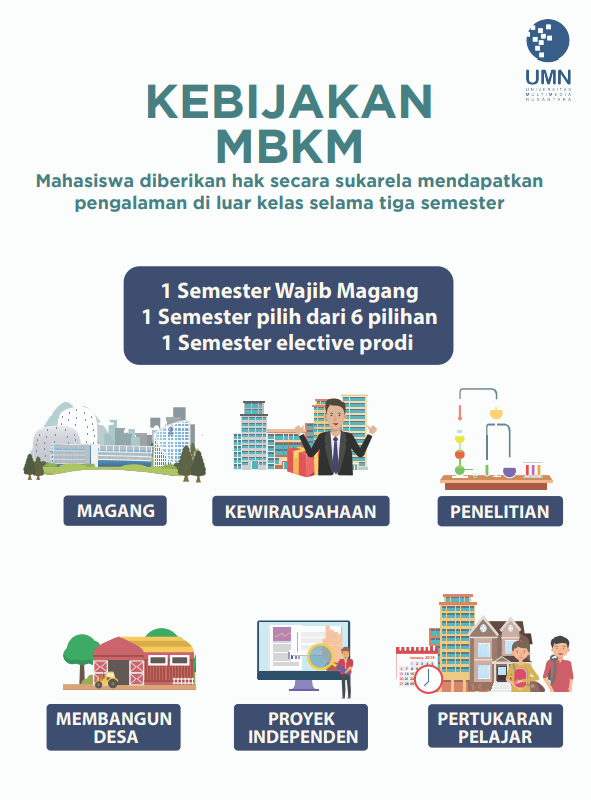 UMN
UNIVERSITAS
MULTIMEDIA
NUSANTARA
KEBIJAKAN
MBKM
Mahasiswa diberikan hak secara sukarela mendapatkan
pengalaman di luar kelas selama tiga semester
1 Semester Wajib Magang
1 Semester pilih dari 6 pilihan
1 Semester elective prodi
MAGANG
KEWIRAUSAHAAN
PENELITIAN
January 2019
MEMBANGUN
DESA
PROYEK
INDEPENDEN
PERTUKARAN
PELAJAR